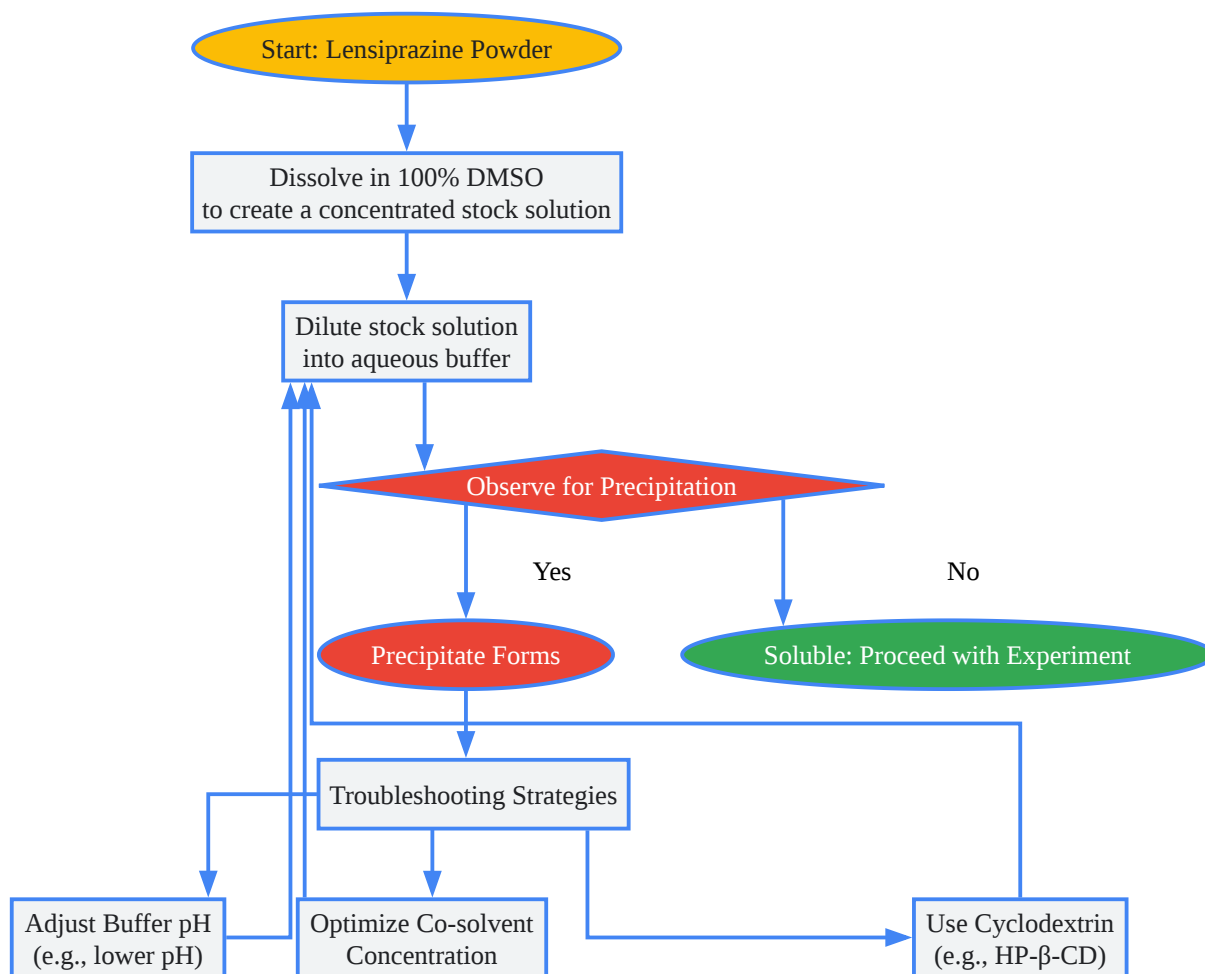 Start: Lensiprazine Powder
Dissolve in 100% DMSO
to create a concentrated stock solution
Dilute stock solution
into aqueous buffer
Observe for Precipitation
Yes
No
Precipitate Forms
Soluble: Proceed with Experiment
Troubleshooting Strategies
Adjust Buffer pH
(e.g., lower pH)
Optimize Co-solvent
Concentration
Use Cyclodextrin
(e.g., HP-β-CD)